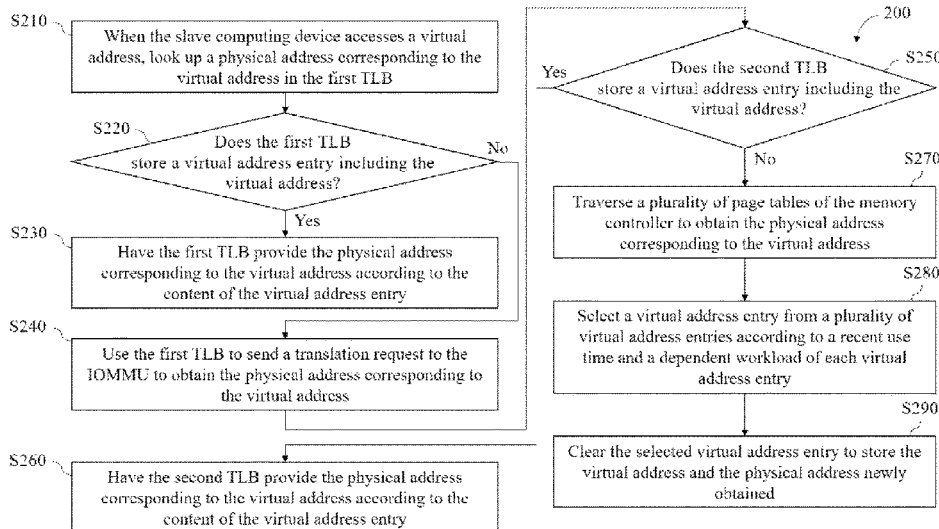 S210
When the slave computing device accesses a virtual
address, look up a physical address corresponding to
the virtual address in the first TLB
S220
Does the first TLB
store a virtual address entry including the
virtual address?
No
Yes
S230
Have the first TLB provide the physical address
corresponding to the virtual address according to the
content of the virtual address entry
S240
Use the first TLB to send a translation request to the
IOMMU to obtain the physical address corresponding to
the virtual address
200
S250
Does the second TLB
store a virtual address entry including the
virtual address?
Yes
No
S260
Have the second TLB provide the physical address
corresponding to the virtual address according to the
content of the virtual address entry
S270
Traverse a plurality of page tables of the memory
controller to obtain the physical address
corresponding to the virtual address
S280
Select a virtual address entry from a plurality of
virtual address entries according to a recent use
time and a dependent workload of each virtual
address entry
S290
Clear the selected virtual address entry to store the
virtual address and the physical address newly
obtained